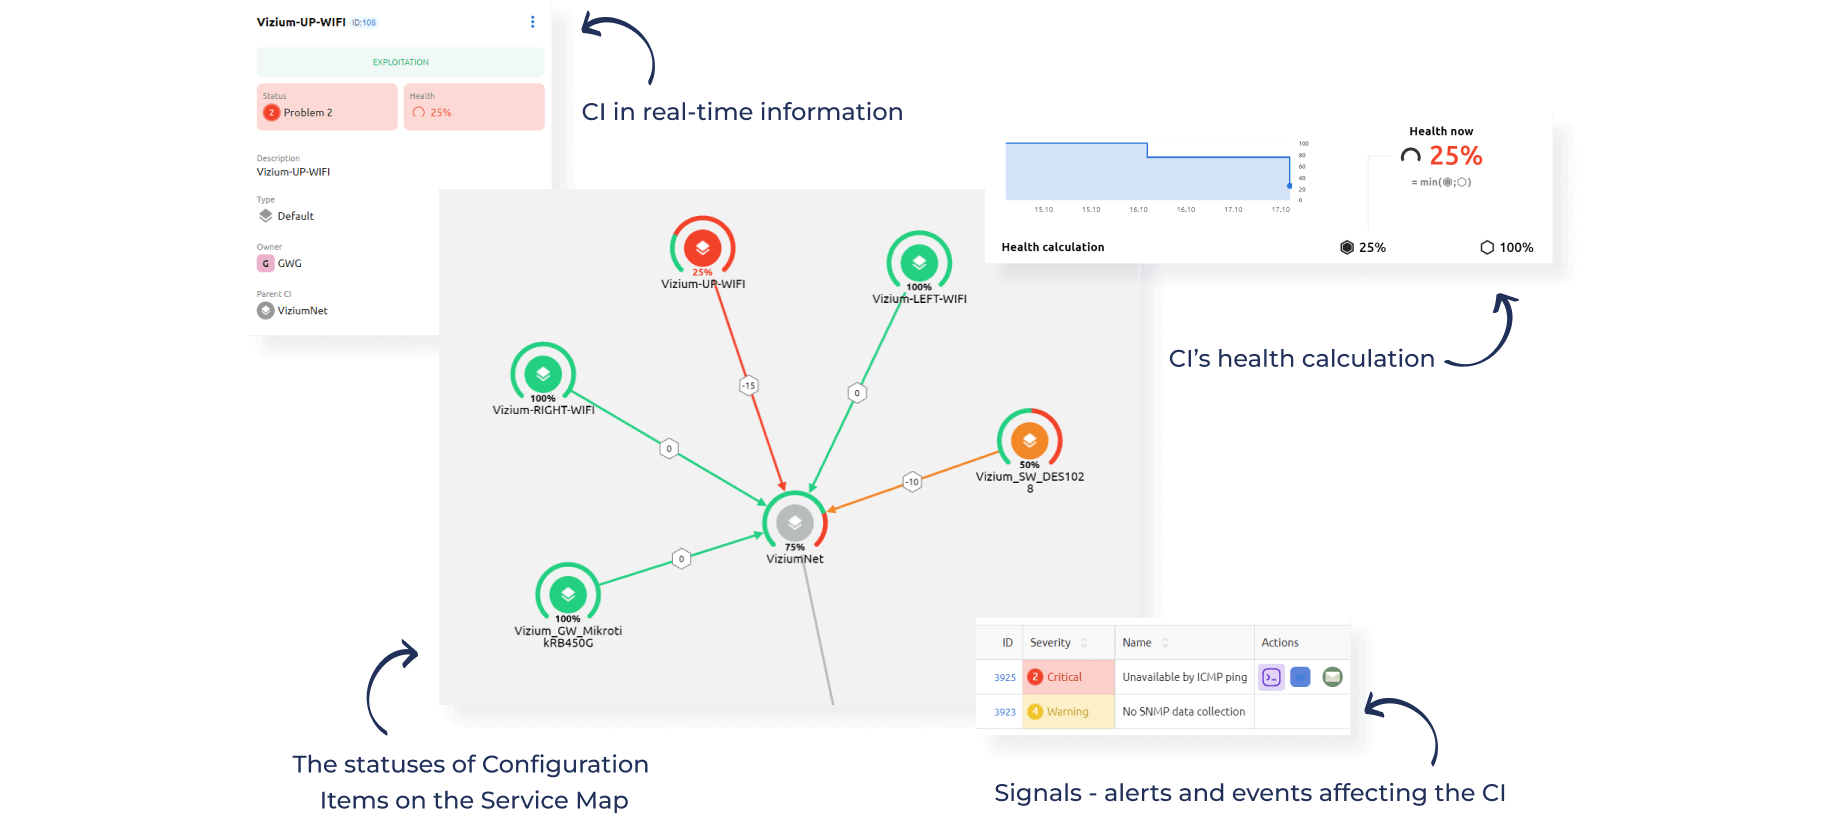 Vizium-UP-WIFI ID:108
EXPLOITATION
Status
2 Problem 2
Health
25%
Description
Vizium-UP-WIFI
Type
Default
Owner
G GWG
Parent CI
ViziumNet
CI in real-time information
100
80
60
40
20
0
15.10 15.10 16.10 16.10 17.10 17.10
Health now
25%
= min( ; )
Health calculation
25%
100%
CI’s health calculation
25%
Vizium-UP-WIFI
100%
Vizium-LEFT-WIFI
100%
Vizium-RIGHT-WIFI
-15
0
0
50%
Vizium_SW_DES102
8
-10
75%
ViziumNet
0
100%
Vizium_GW_Mikroti
kRB450G
The statuses of Configuration
Items on the Service Map
ID Severity Name Actions
3925 2 Critical Unavailable by ICMP ping
3923 4 Warning No SNMP data collection
Signals - alerts and events affecting the CI